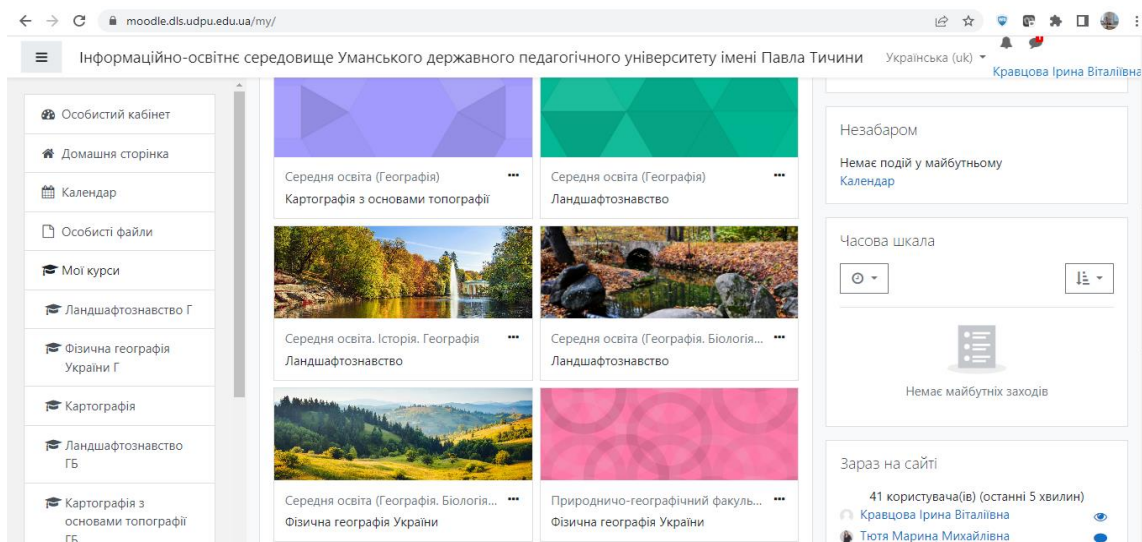 moodle.dls.udpu.edu.ua/my/
Інформаційно-освітнє середовище Уманського державного педагогічного університету імені Павла Тичини
Українська (uk)
Кравцова Ірина Віталіївна
Особистий кабінет
Домашня сторінка
Календар
Особисті файли
Мої курси
Ландшафтознавство Г
Фізична географія
України Г
Картографія
Ландшафтознавство
ГБ
Картографія з
основами топографії
ГБ
Середня освіта (Географія)
Картографія з основами топографії
Середня освіта (Географія)
Ландшафтознавство
Середня освіта. Історія. Географія
Ландшафтознавство
Середня освіта (Географія. Біологія...
Ландшафтознавство
Середня освіта (Географія. Біологія...
Фізична географія України
Природничо-географічний факуль...
Фізична географія України
Незабаром
Немає подій у майбутньому
Календар
Часова шкала
Немає майбутніх заходів
Зараз на сайті
41 користувача(ів) (останні 5 хвилин)
Кравцова Ірина Віталіївна
Тютя Марина Михайлівна